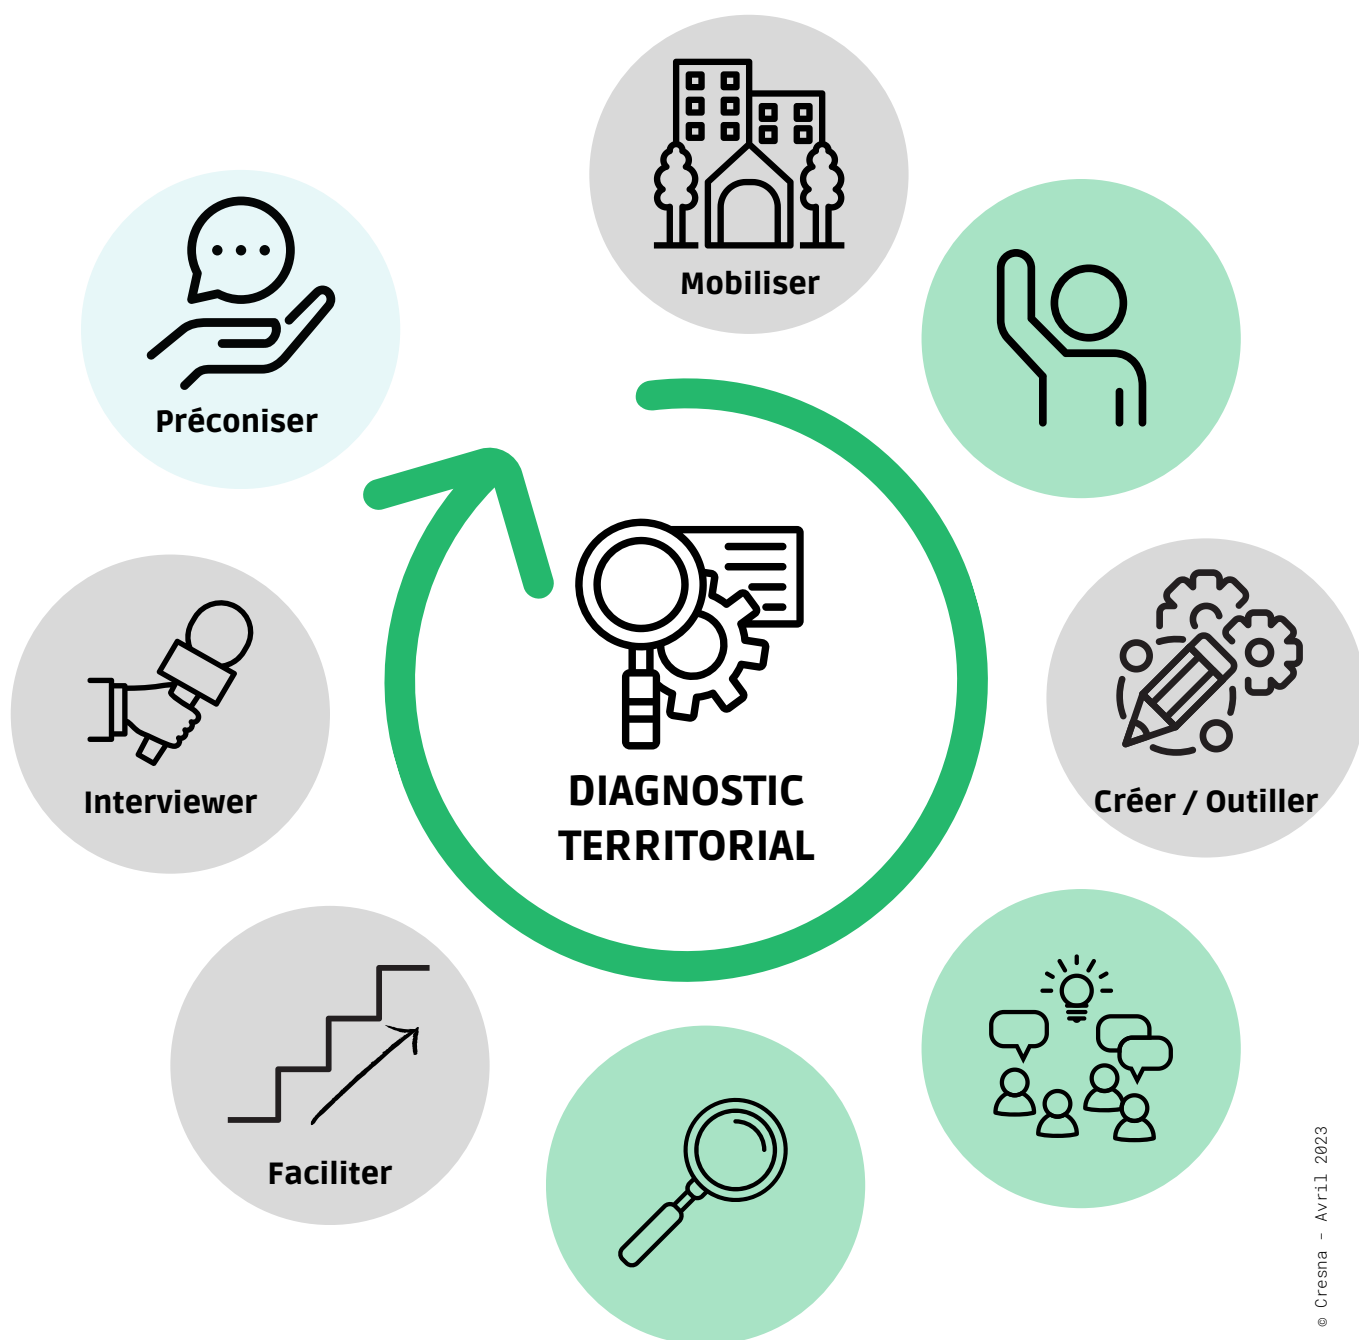 Mobiliser
Préconiser
DIAGNOSTIC
TERRITORIAL
Interviewer
Créer / Outiller
Faciliter
© Cresna - Avril 2023